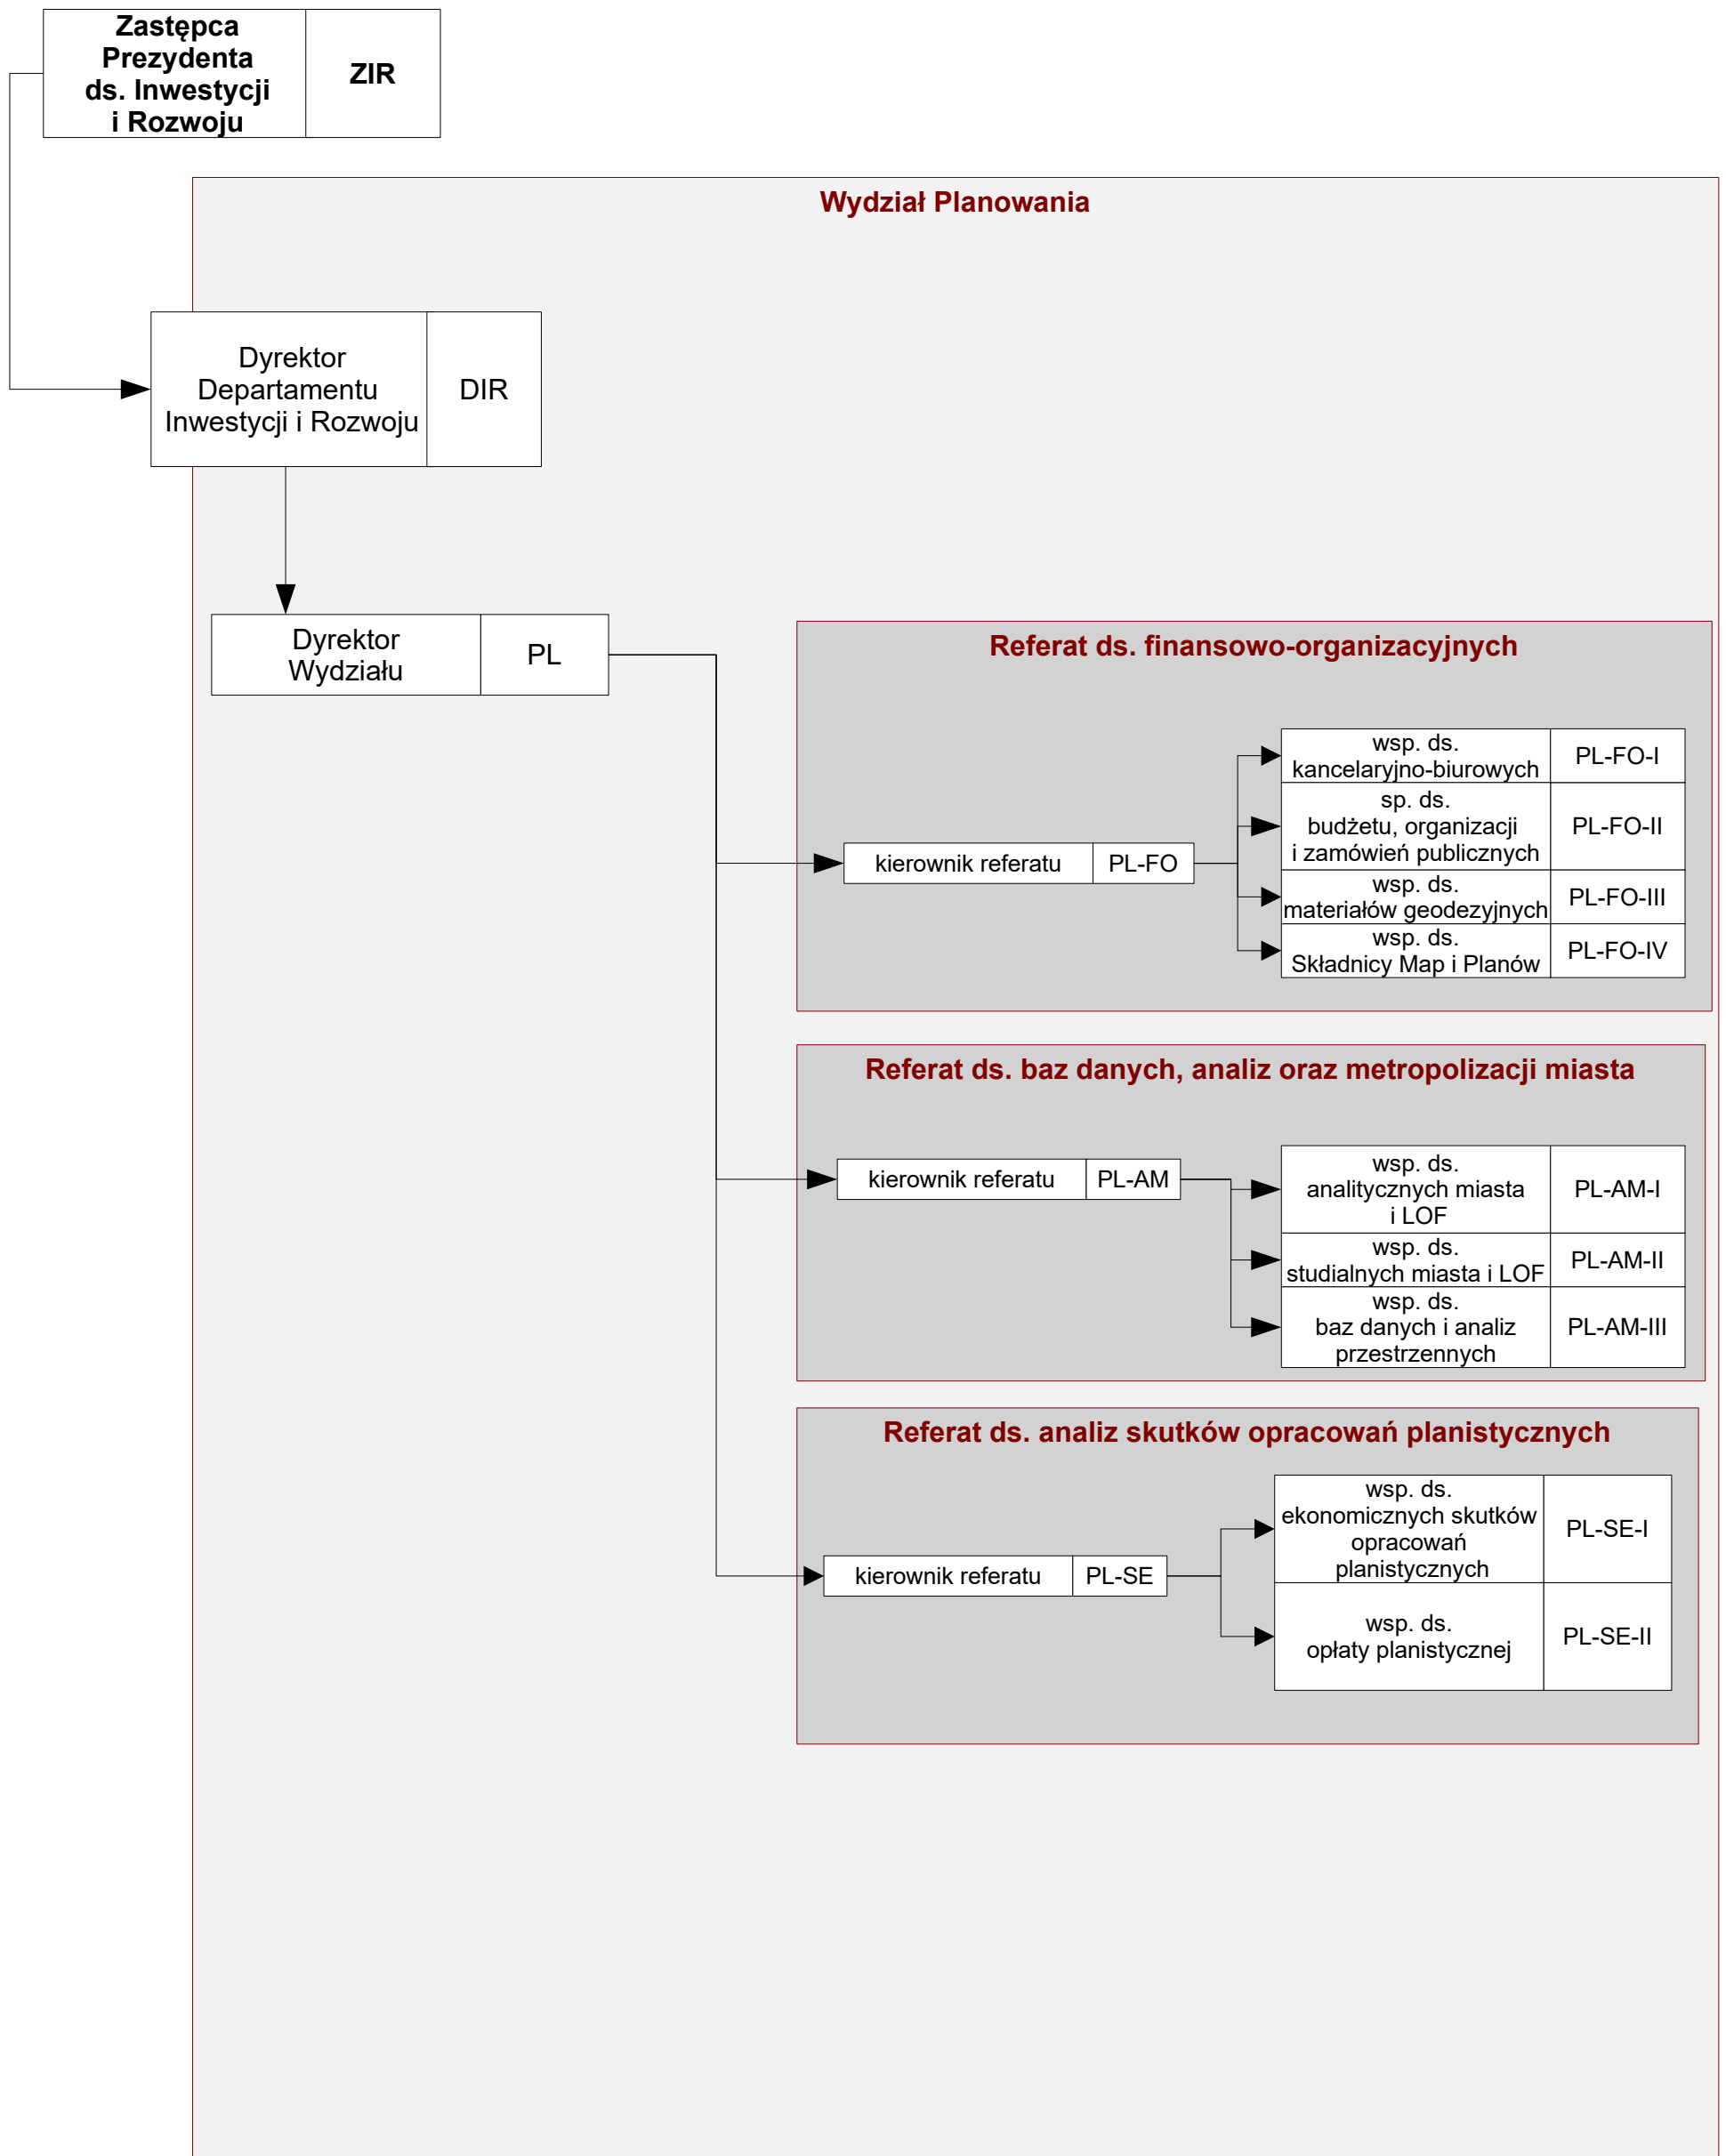 Zastępca
Prezydenta
ds. Inwestycji
i Rozwoju
ZIR
Wydział Planowania
Dyrektor
Departamentu
Inwestycji i Rozwoju
DIR
Dyrektor
Wydziału
PL
Referat ds. finansowo-organizacyjnych
kierownik referatu
PL-FO
wsp. ds.
kancelaryjno-biurowych
PL-FO-I
sp. ds.
budżetu, organizacji
i zamówień publicznych
PL-FO-II
wsp. ds.
materiałów geodezyjnych
PL-FO-III
wsp. ds.
Składnicy Map i Planów
PL-FO-IV
Referat ds. baz danych, analiz oraz metropolizacji miasta
kierownik referatu
PL-AM
wsp. ds.
analitycznych miasta
i LOF
PL-AM-I
wsp. ds.
studialnych miasta i LOF
PL-AM-II
wsp. ds.
baz danych i analiz
przestrzennych
PL-AM-III
Referat ds. analiz skutków opracowań planistycznych
kierownik referatu
PL-SE
wsp. ds.
ekonomicznych skutków
opracowań
planistycznych
PL-SE-I
wsp. ds.
opłaty planistycznej
PL-SE-II